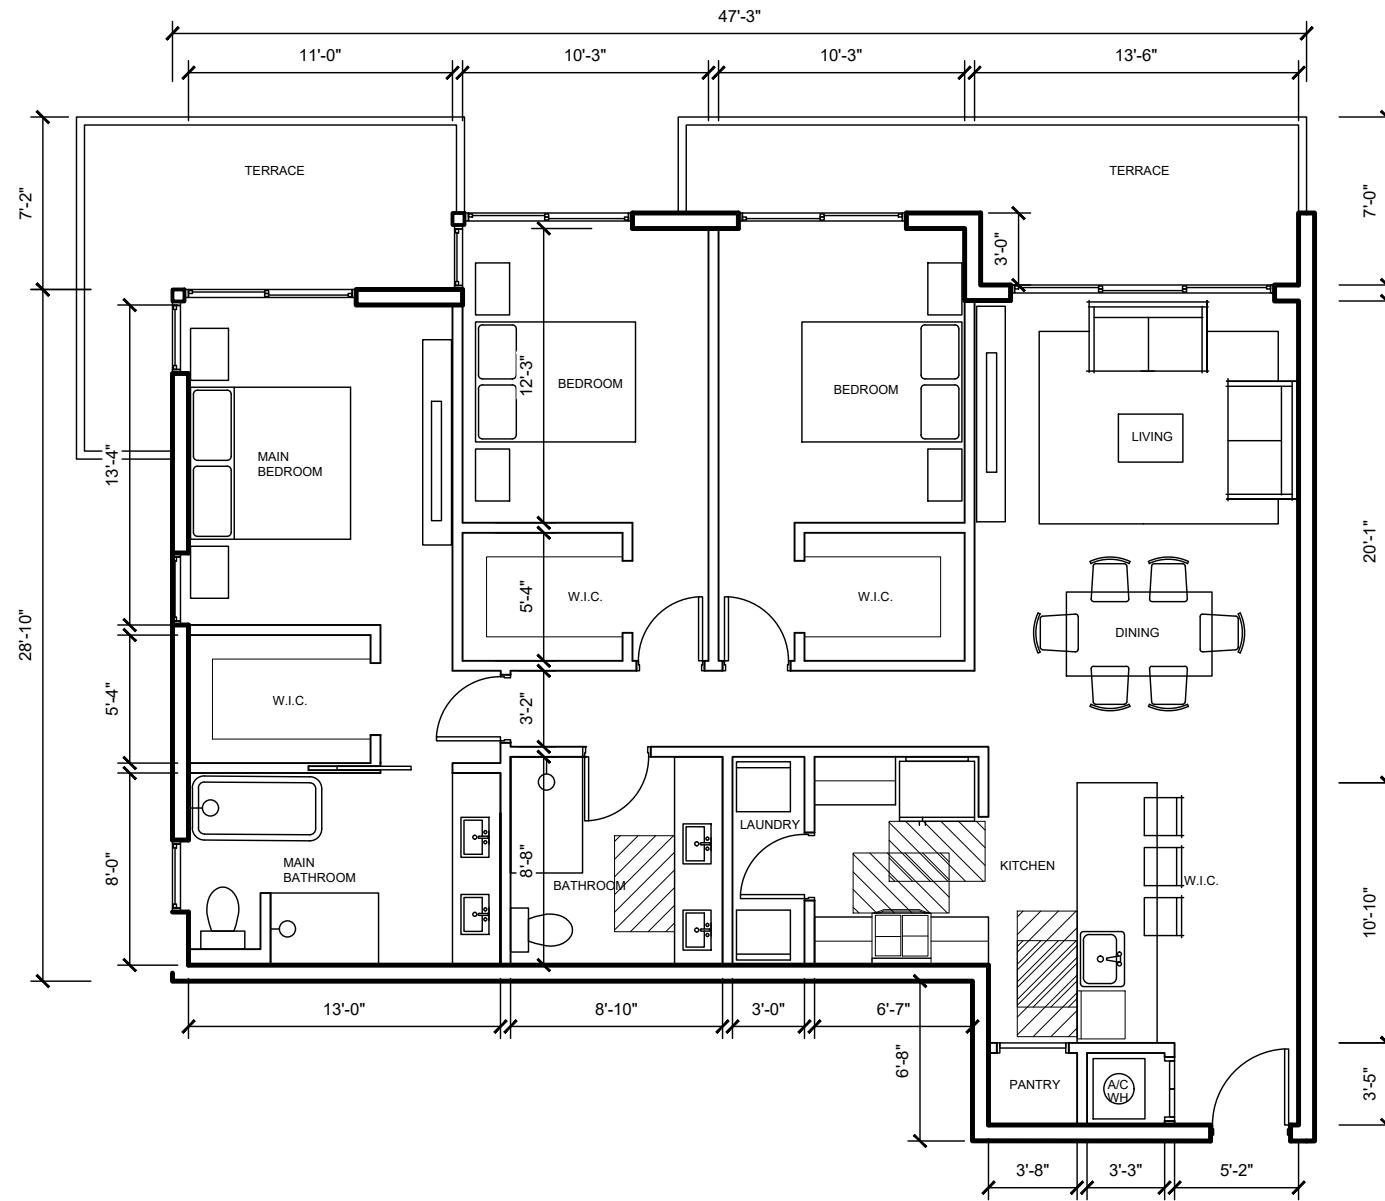 47'-3"
11'-0"
10'-3"
10'-3"
13'-6"
TERRACE
TERRACE
7'-2"
7'-0"
3'-0"
12'-3"
BEDROOM
BEDROOM
MAIN
BEDROOM
LIVING
13'-4"
20'-1"
28'-10"
5'-4"
W.I.C.
W.I.C.
DINING
5'-4"
W.I.C.
3'-2"
LAUNDRY
8'-0"
MAIN
BATHROOM
8'-8"
BATHROOM
KITCHEN
W.I.C.
10'-10"
13'-0"
8'-10"
3'-0"
6'-7"
6'-8"
PANTRY
A/C
WH
3'-5"
3'-8"
3'-3"
5'-2"